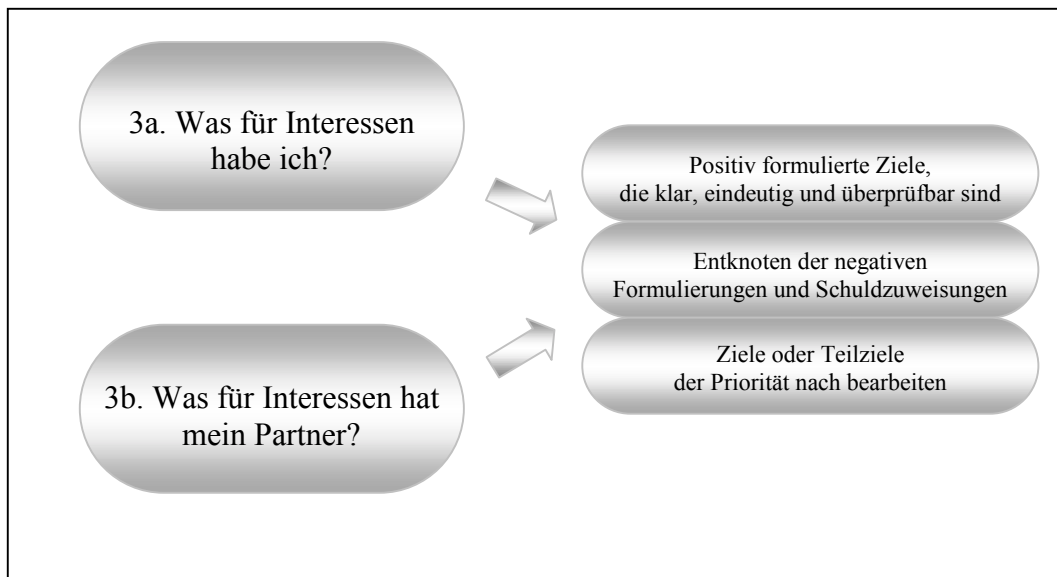 3a. Was für Interessen
habe ich?
3b. Was für Interessen hat
mein Partner?
Positiv formulierte Ziele,
die klar, eindeutig und überprüfbar sind
Entknoten der negativen
Formulierungen und Schuldzuweisungen
Ziele oder Teilziele
der Priorität nach bearbeiten